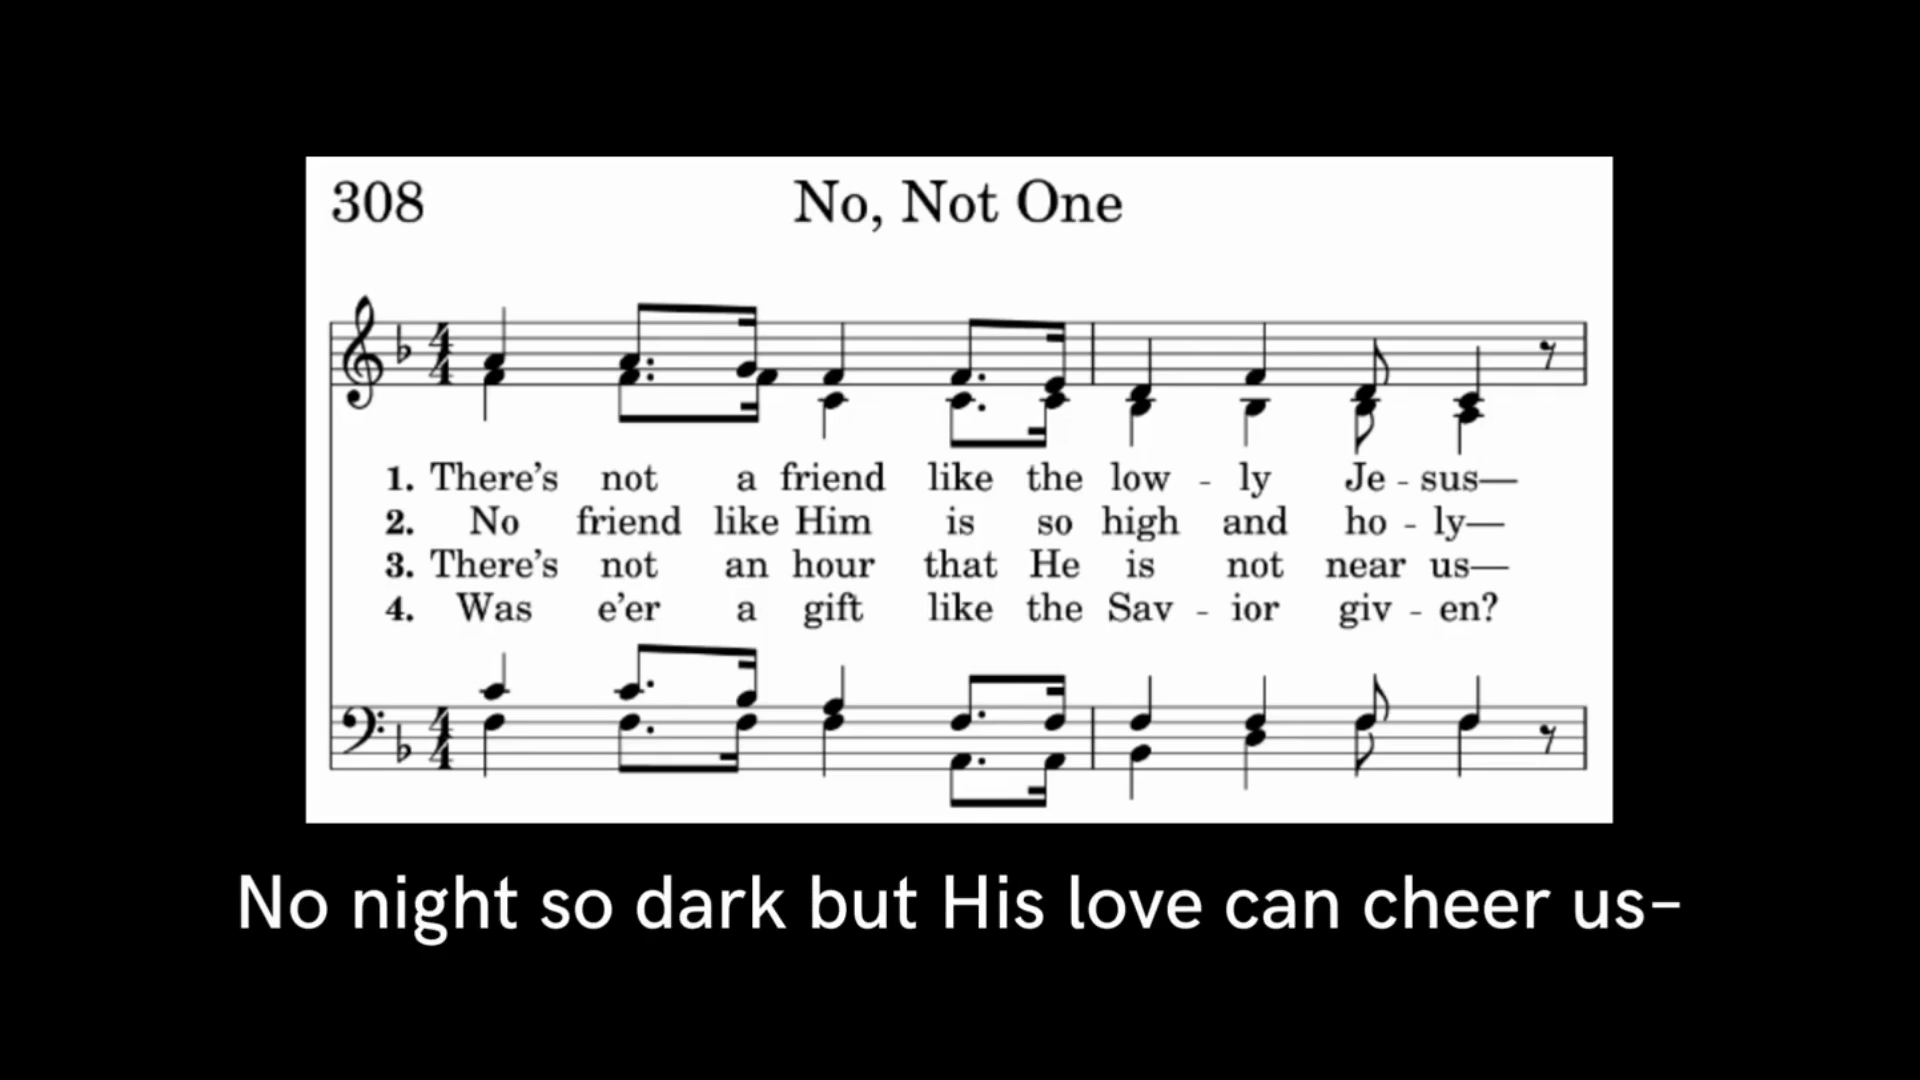 308 No, Not One
1. There's not a friend like the low - ly Je - sus—
2. No friend like Him is so high and ho - ly—
3. There's not an hour that He is not near us—
4. Was e'er a gift like the Sav - ior giv - en?
No night so dark but His love can cheer us-